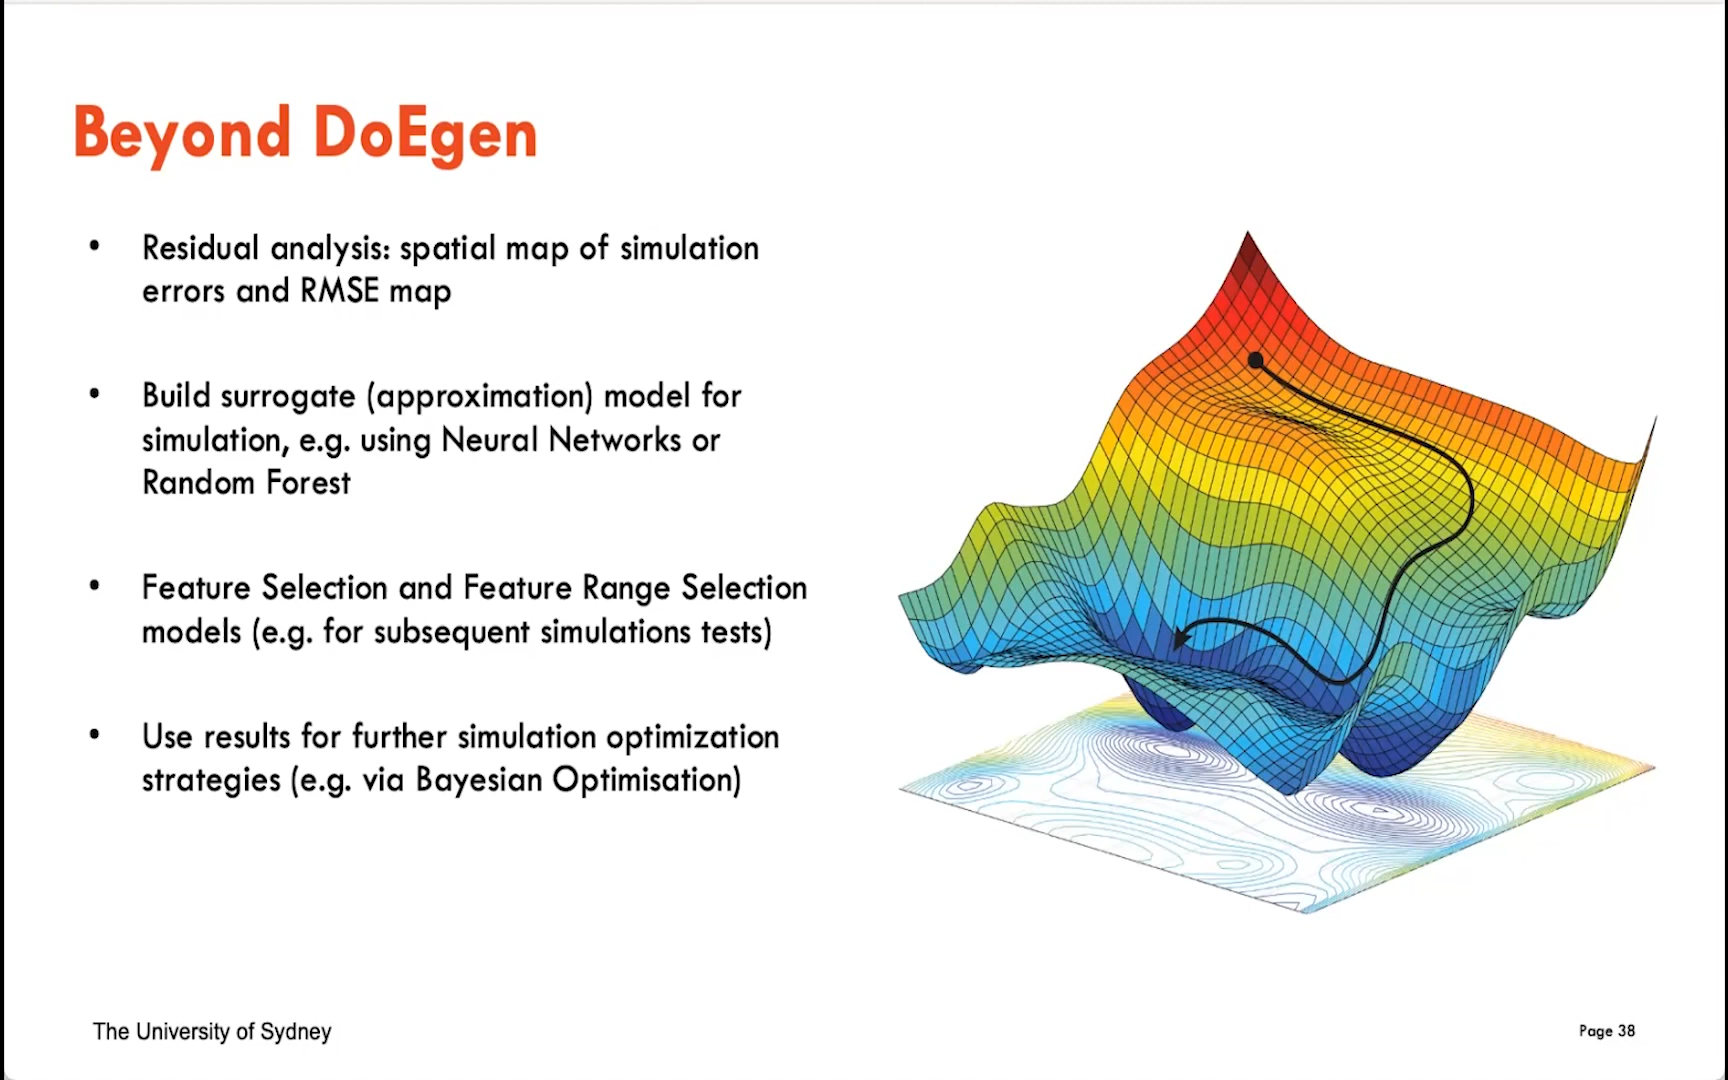 Beyond DoEgen
• Residual analysis: spatial map of simulation
errors and RMSE map
• Build surrogate (approximation) model for
simulation, e.g. using Neural Networks or
Random Forest
• Feature Selection and Feature Range Selection
models (e.g. for subsequent simulations tests)
• Use results for further simulation optimization
strategies (e.g. via Bayesian Optimisation)
The University of Sydney
Page 38